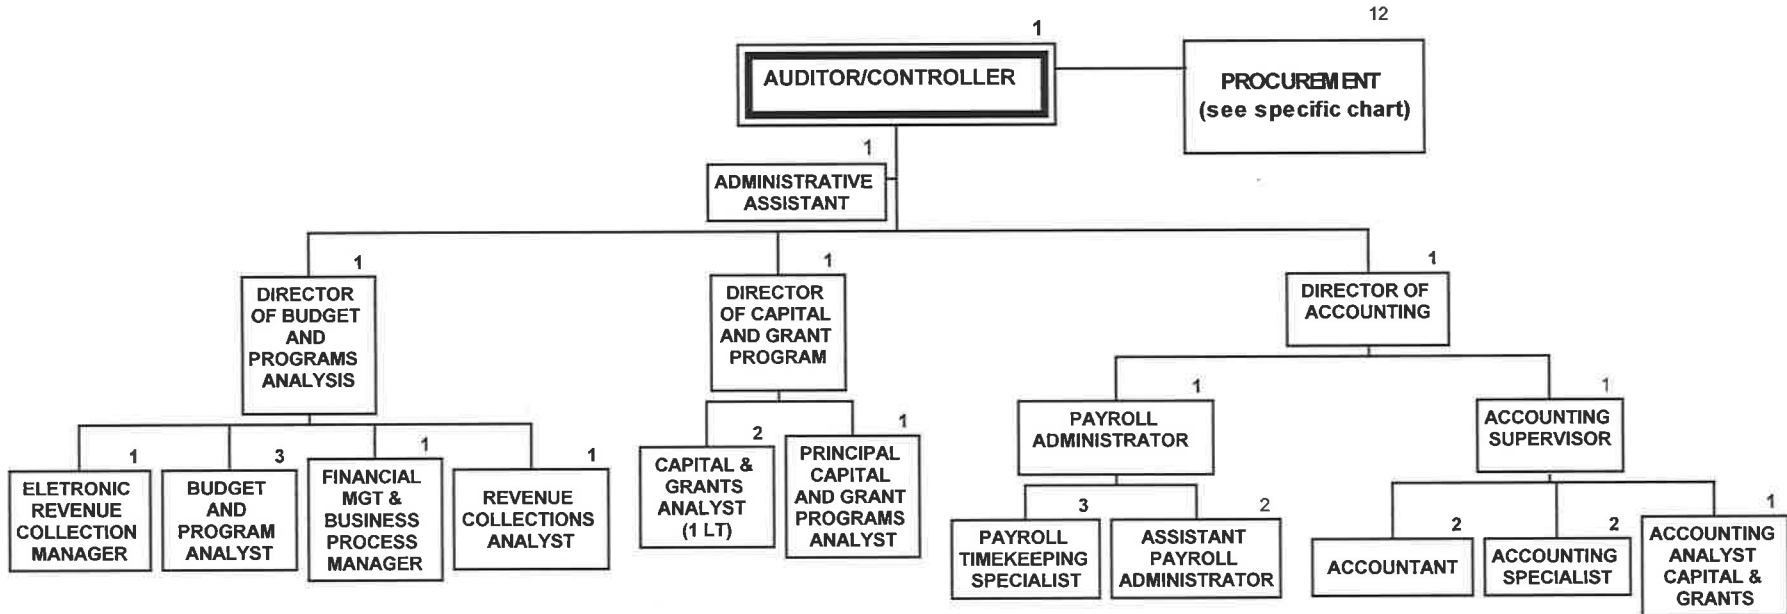 1
AUDITOR/CONTROLLER
12
PROCUREMENT
(see specific chart)
1
ADMINISTRATIVE
ASSISTANT
1
DIRECTOR
OF BUDGET
AND
PROGRAMS
ANALYSIS
1
DIRECTOR
OF CAPITAL
AND GRANT
PROGRAM
1
DIRECTOR OF
ACCOUNTING
1
ELETRONIC
REVENUE
COLLECTION
MANAGER
3
BUDGET
AND
PROGRAM
ANALYST
1
FINANCIAL
MGT &
BUSINESS
PROCESS
MANAGER
1
REVENUE
COLLECTIONS
ANALYST
2
CAPITAL &
GRANTS
ANALYST
(1 LT)
1
PRINCIPAL
CAPITAL
AND GRANT
PROGRAMS
ANALYST
1
PAYROLL
ADMINISTRATOR
1
ACCOUNTING
SUPERVISOR
3
PAYROLL
TIMEKEEPING
SPECIALIST
2
ASSISTANT
PAYROLL
ADMINISTRATOR
2
ACCOUNTANT
2
ACCOUNTING
SPECIALIST
1
ACCOUNTING
ANALYST
CAPITAL &
GRANTS